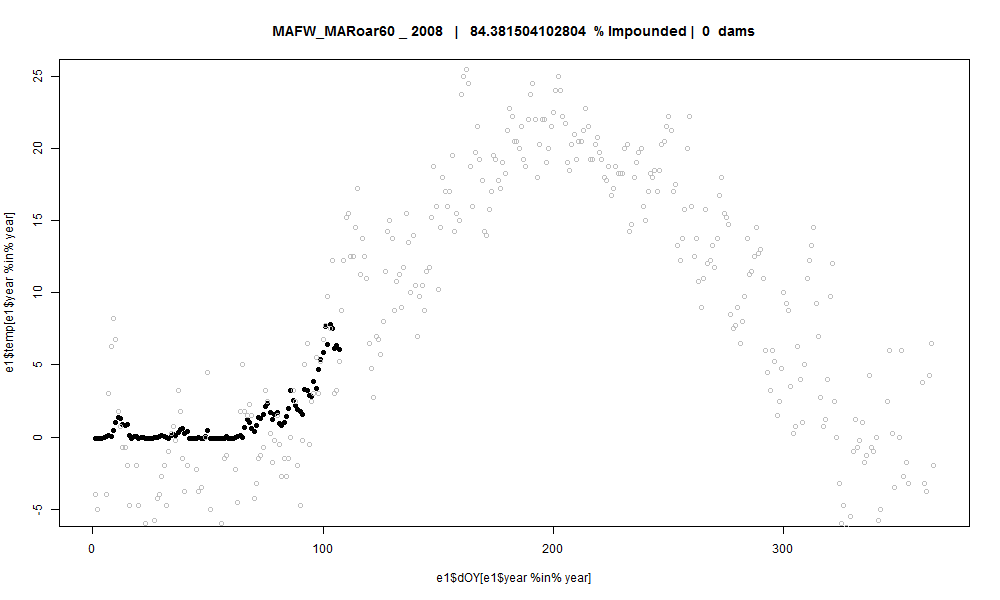 MAFW_MARoar60 _ 2008 | 84.381504102804 % Impounded | 0 dams
25
20
15
10
5
0
-5
e1$temp[e1$year %in% year]
0 100 200 300
e1$dOY[e1$year %in% year]